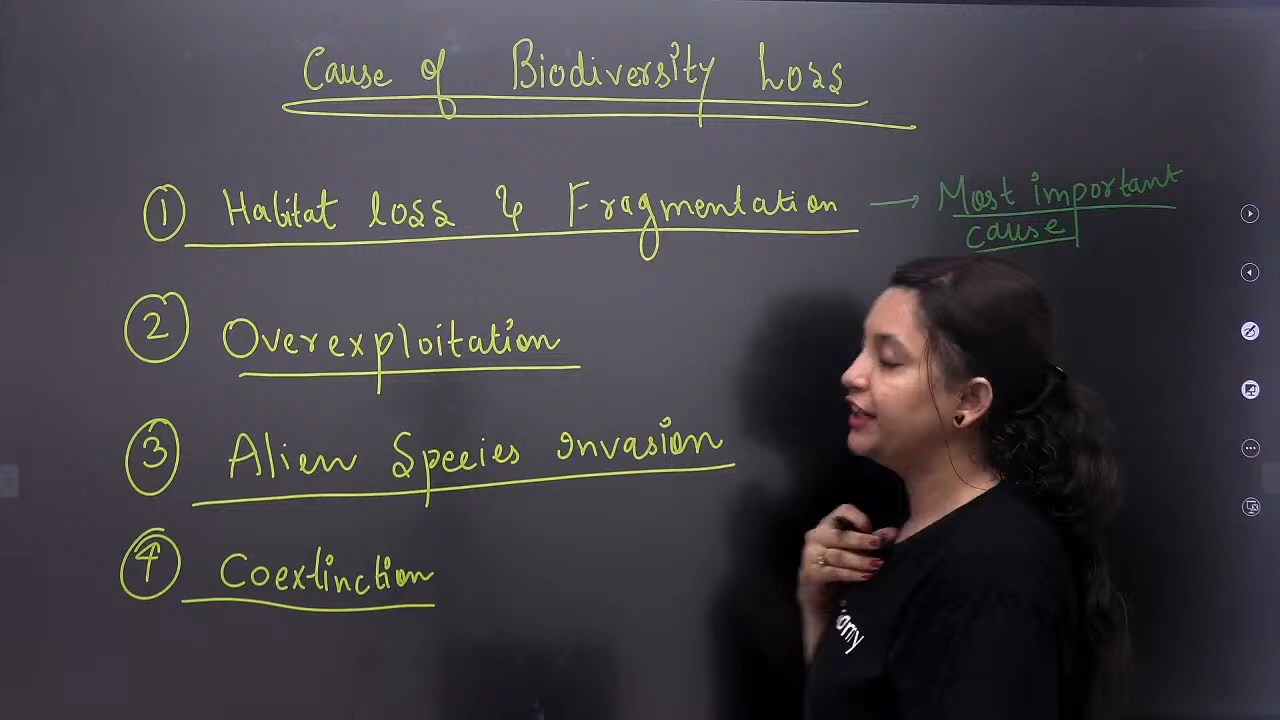 Cause of Biodiversity Loss
① Habitat loss & Fragmentation → Most important
cause
② Overexploitation
③ Alien Species invasion
④ Coextinction